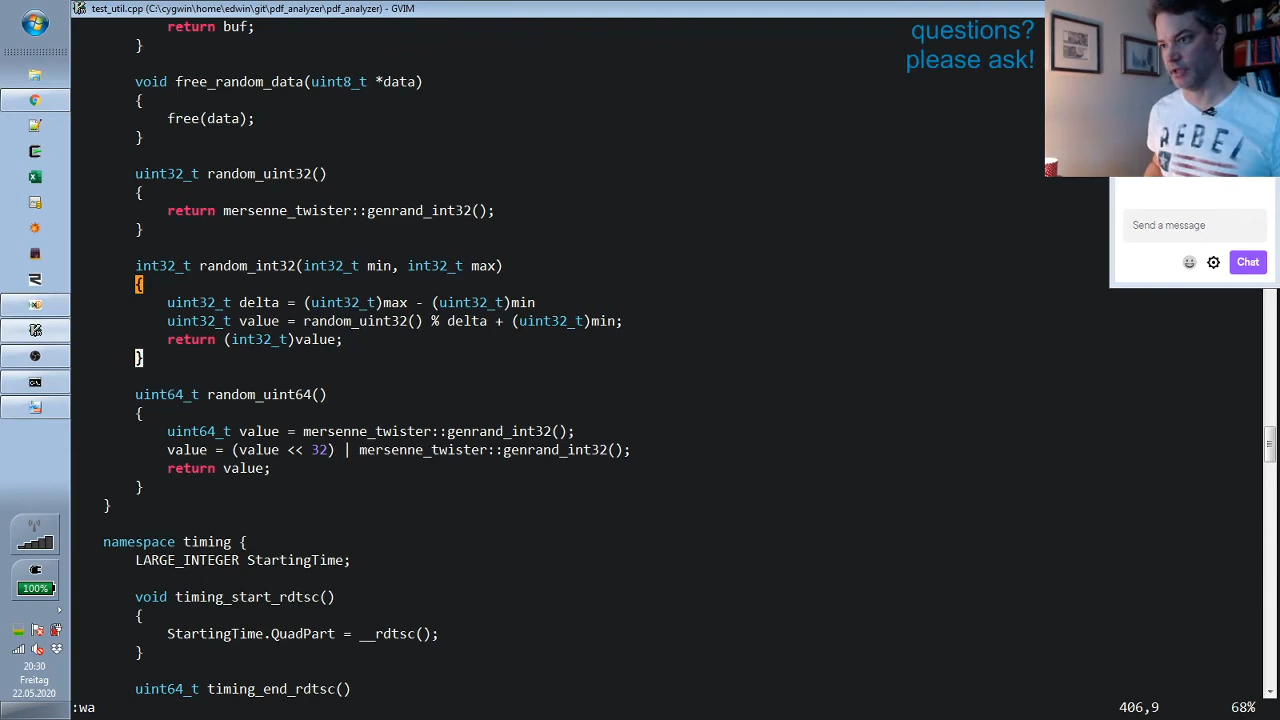 test_util.cpp (C:\cygwin\home\edwin\git\pdf_analyzer\pdf_analyzer) - GVIM
questions?
please ask!
return buf;
}
void free_random_data(uint8_t *data)
{
free(data);
}
uint32_t random_uint32()
{
return mersenne_twister::genrand_int32();
}
int32_t random_int32(int32_t min, int32_t max)
{
uint32_t delta = (uint32_t)max - (uint32_t)min
uint32_t value = random_uint32() % delta + (uint32_t)min;
return (int32_t)value;
}
uint64_t random_uint64()
{
uint64_t value = mersenne_twister::genrand_int32();
value = (value << 32) | mersenne_twister::genrand_int32();
return value;
}
}
namespace timing {
LARGE_INTEGER StartingTime;
void timing_start_rdtsc()
{
StartingTime.QuadPart = __rdtsc();
}
uint64_t timing_end_rdtsc()
:wa
406,9
68%
REBEL
Send a message
Chat
100%
20:30
Freitag
22.05.2020